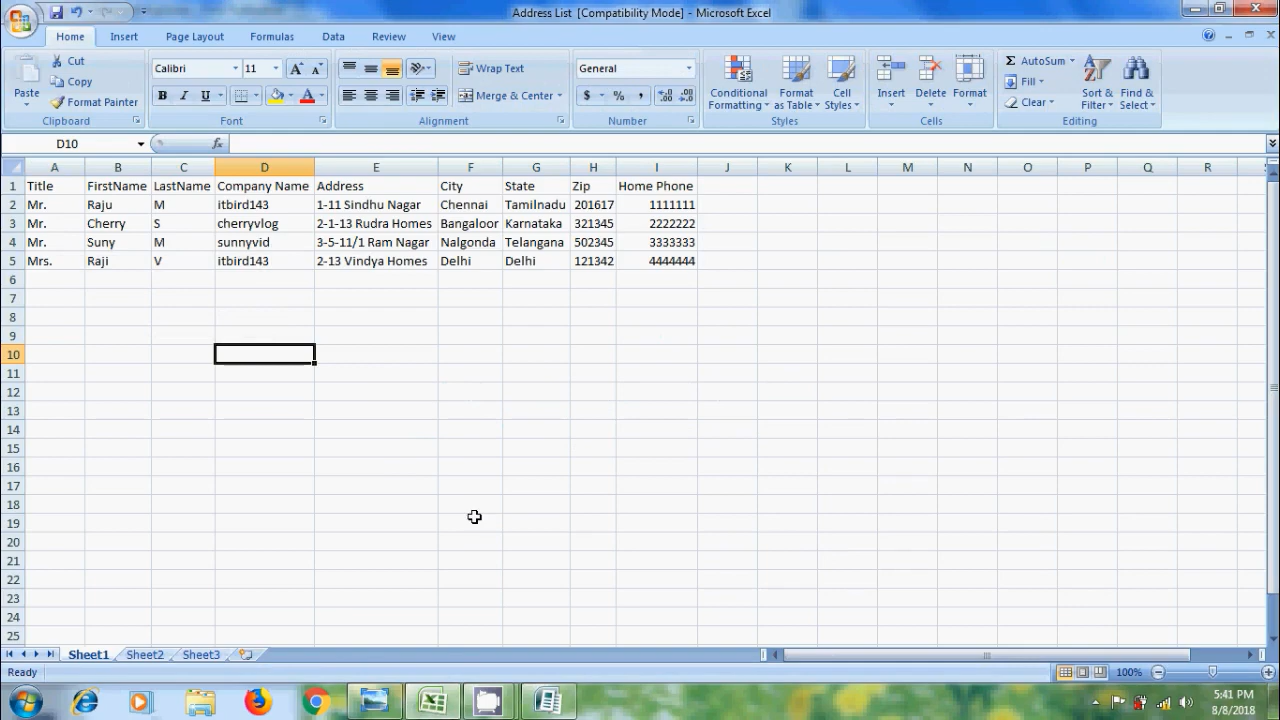 Address List [Compatibility Mode] - Microsoft Excel
Home Insert Page Layout Formulas Data Review View
Paste Cut Copy Format Painter Clipboard
Calibri 11 A A B I U A Font
Wrap Text Merge & Center Alignment
General $ % , Number
Conditional Formatting Format as Table Cell Styles Styles
Insert Delete Format Cells
Σ AutoSum Fill Clear Sort & Filter Find & Select Editing
D10 fx
A B C D E F G H I J K L M N O P Q R
1 Title FirstName LastName Company Name Address City State Zip Home Phone
2 Mr. Raju M itbird143 1-11 Sindhu Nagar Chennai Tamilnadu 201617 1111111
3 Mr. Cherry S cherryvlog 2-1-13 Rudra Homes Bangaloor Karnataka 321345 2222222
4 Mr. Suny M sunnyvid 3-5-11/1 Ram Nagar Nalgonda Telangana 502345 3333333
5 Mrs. Raji V itbird143 2-13 Vindya Homes Delhi Delhi 121342 4444444
6
7
8
9
10
11
12
13
14
15
16
17
18
19
20
21
22
23
24
25
Sheet1 Sheet2 Sheet3
Ready 100%
5:41 PM
8/8/2018